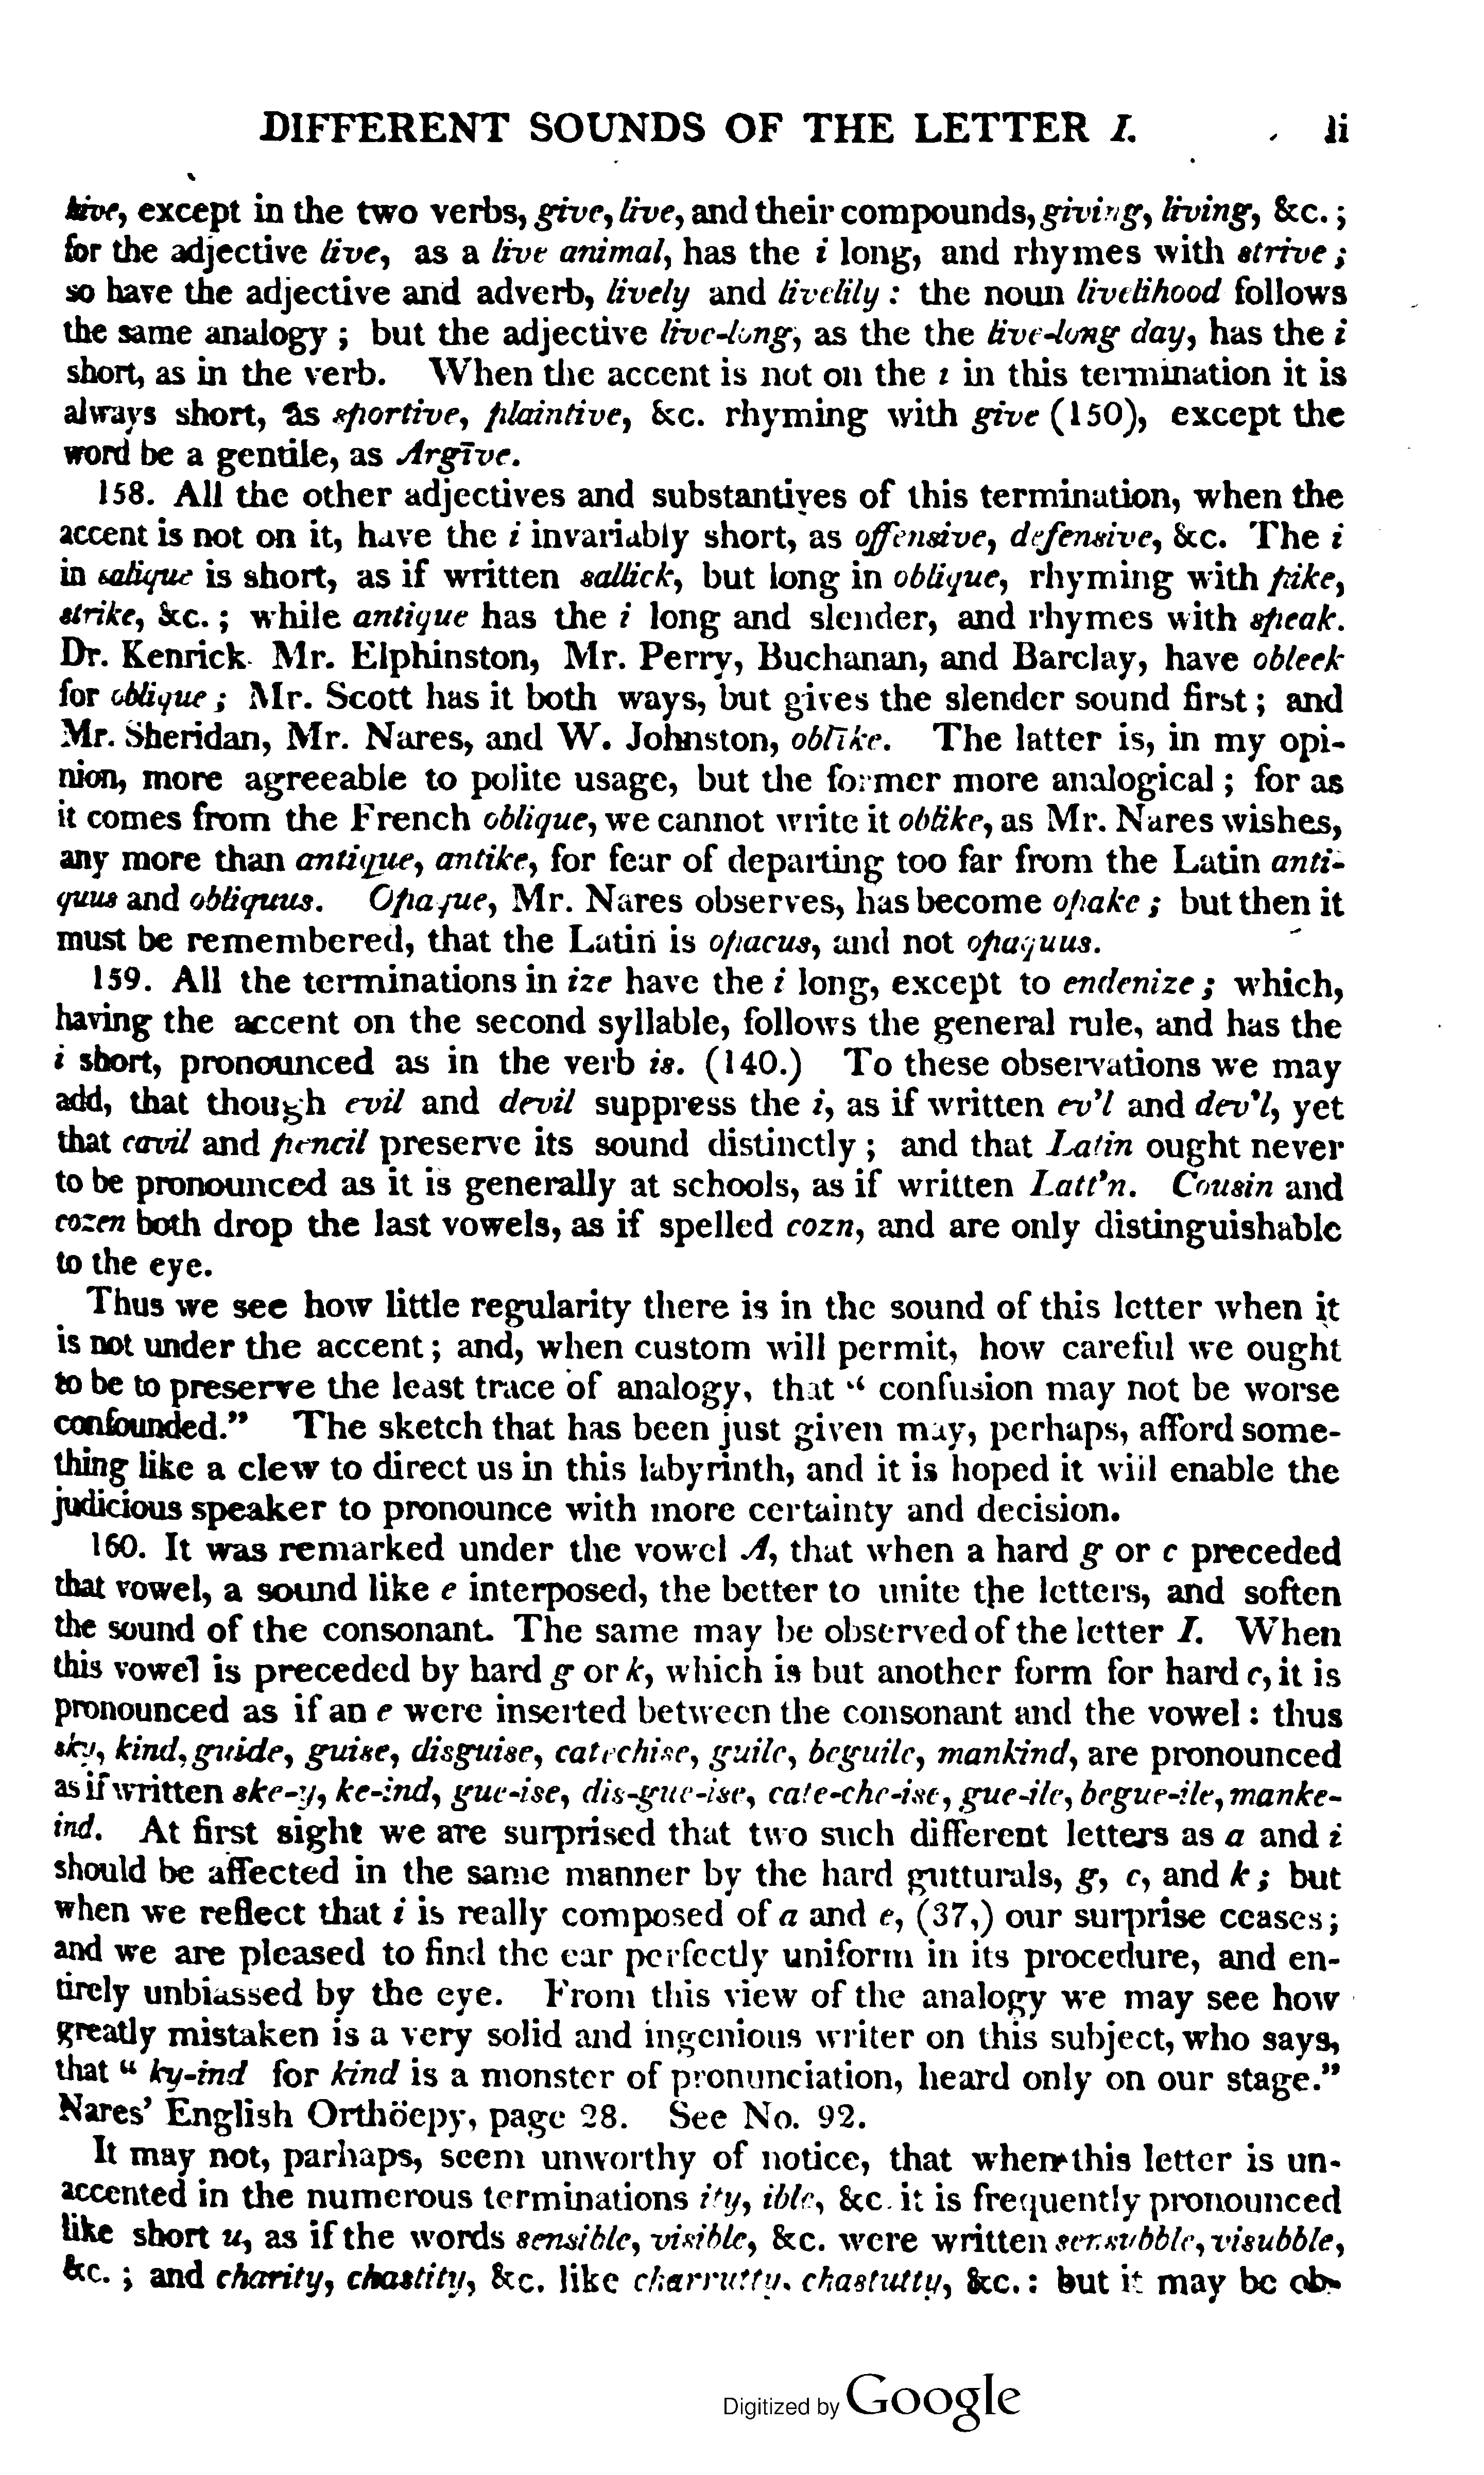 DIFFERENT SOUNDS OF THE LETTER I. li
hive, except in the two verbs, give, live, and their compounds, giving, living, &c.;
for the adjective live, as a live animal, has the i long, and rhymes with strive;
so have the adjective and adverb, lively and livelily: the noun livelihood follows
the same analogy; but the adjective live-long, as the the live-long day, has the i
short, as in the verb. When the accent is not on the i in this termination it is
always short, as sportive, plaintive, &c. rhyming with give (150), except the
word be a gentile, as Argīve.
158. All the other adjectives and substantives of this termination, when the
accent is not on it, have the i invariably short, as offensive, defensive, &c. The i
in salique is short, as if written sallick, but long in oblique, rhyming with pike,
strike, &c.; while antique has the i long and slender, and rhymes with speak.
Dr. Kenrick Mr. Elphinston, Mr. Perry, Buchanan, and Barclay, have obleek
for oblique; Mr. Scott has it both ways, but gives the slender sound first; and
Mr. Sheridan, Mr. Nares, and W. Johnston, oblīke. The latter is, in my opi-
nion, more agreeable to polite usage, but the former more analogical; for as
it comes from the French oblique, we cannot write it oblike, as Mr. Nares wishes,
any more than antique, antike, for fear of departing too far from the Latin anti-
quus and obliquus. Opaque, Mr. Nares observes, has become opake; but then it
must be remembered, that the Latin is opacus, and not opaquus.
159. All the terminations in ize have the i long, except to endenize; which,
having the accent on the second syllable, follows the general rule, and has the
i short, pronounced as in the verb is. (140.) To these observations we may
add, that though evil and devil suppress the i, as if written ev'l and dev'l, yet
that cavil and pencil preserve its sound distinctly; and that Latin ought never
to be pronounced as it is generally at schools, as if written Latt'n. Cousin and
cozen both drop the last vowels, as if spelled cozn, and are only distinguishable
to the eye.
Thus we see how little regularity there is in the sound of this letter when it
is not under the accent; and, when custom will permit, how careful we ought
to be to preserve the least trace of analogy, that " confusion may not be worse
confounded." The sketch that has been just given may, perhaps, afford some-
thing like a clew to direct us in this labyrinth, and it is hoped it will enable the
judicious speaker to pronounce with more certainty and decision.
160. It was remarked under the vowel A, that when a hard g or c preceded
that vowel, a sound like e interposed, the better to unite the letters, and soften
the sound of the consonant. The same may be observed of the letter I. When
this vowel is preceded by hard g or k, which is but another form for hard c, it is
pronounced as if an e were inserted between the consonant and the vowel: thus
sky, kind, guide, guise, disguise, catechise, guile, beguile, mankind, are pronounced
as if written ske-y, ke-ind, gue-ise, dis-gue-ise, cate-che-ise, gue-ile, begue-ile, manke-
ind. At first sight we are surprised that two such different letters as a and i
should be affected in the same manner by the hard gutturals, g, c, and k; but
when we reflect that i is really composed of a and e, (37,) our surprise ceases;
and we are pleased to find the ear perfectly uniform in its procedure, and en-
tirely unbiassed by the eye. From this view of the analogy we may see how
greatly mistaken is a very solid and ingenious writer on this subject, who says,
that " ky-ind for kind is a monster of pronunciation, heard only on our stage."
Nares' English Orthöepy, page 28. See No. 92.
It may not, parhaps, seem unworthy of notice, that when this letter is un-
accented in the numerous terminations ity, ible, &c. it is frequently pronounced
like short u, as if the words sensible, visible, &c. were written sensubble, visubble,
&c.; and charity, chastity, &c. like charrutty, chastutty, &c.: but it may be ob-
Digitized by Google